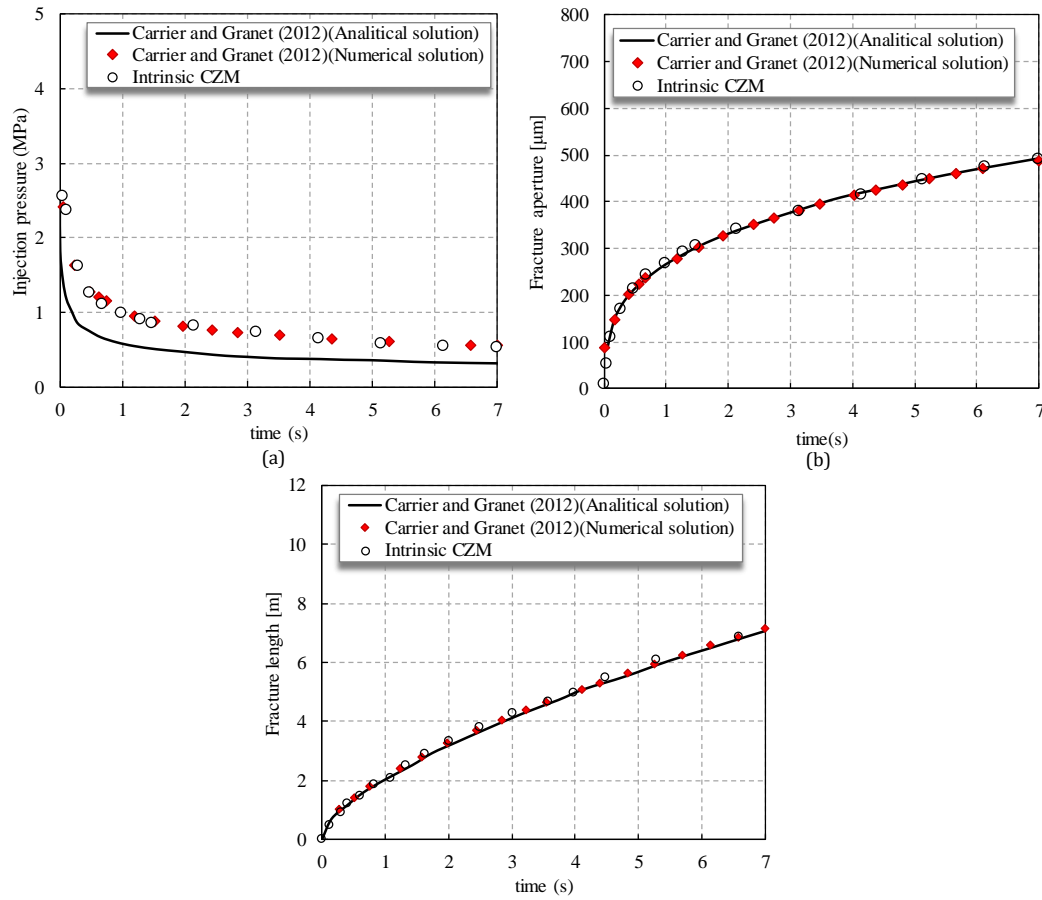 5
4
3
2
1
0
Injection pressure (MPa)
Carrier and Granet (2012)(Analitical solution)
Carrier and Granet (2012)(Numerical solution)
Intrinsic CZM
0 1 2 3 4 5 6 7
time (s)
(a)
800
700
600
500
400
300
200
100
0
Fracture aperture [µm]
Carrier and Granet (2012)(Analitical solution)
Carrier and Granet (2012)(Numerical solution)
Intrinsic CZM
0 1 2 3 4 5 6 7
time(s)
(b)
12
10
8
6
4
2
0
Fracture length [m]
Carrier and Granet (2012)(Analitical solution)
Carrier and Granet (2012)(Numerical solution)
Intrinsic CZM
0 1 2 3 4 5 6 7
time (s)